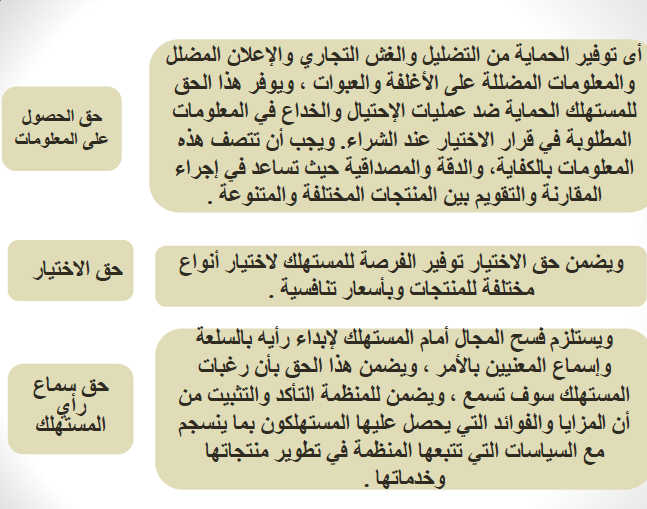 حق الحصول
على المعلومات
أى توفير الحماية من التضليل والغش التجاري والإعلان المضلل
والمعلومات المضللة على الأغلفة والعبوات ، ويوفر هذا الحق
للمستهلك الحماية ضد عمليات الإحتيال والخداع في المعلومات
المطلوبة في قرار الاختيار عند الشراء. ويجب أن تتصف هذه
المعلومات بالكفاية، والدقة والمصداقية حيث تساعد في إجراء
المقارنة والتقويم بين المنتجات المختلفة والمتنوعة .
حق الاختيار
ويضمن حق الاختيار توفير الفرصة للمستهلك لاختيار أنواع
مختلفة للمنتجات وبأسعار تنافسية .
حق سماع
رأي
المستهلك
ويستلزم فسح المجال أمام المستهلك لإبداء رأيه بالسلعة
وإسماع المعنيين بالأمر ، ويضمن هذا الحق بأن رغبات
المستهلك سوف تسمع ، ويضمن للمنظمة التأكد والتثبيت من
أن المزايا والفوائد التي يحصل عليها المستهلكون بما ينسجم
مع السياسات التي تتبعها المنظمة في تطوير منتجاتها
وخدماتها .